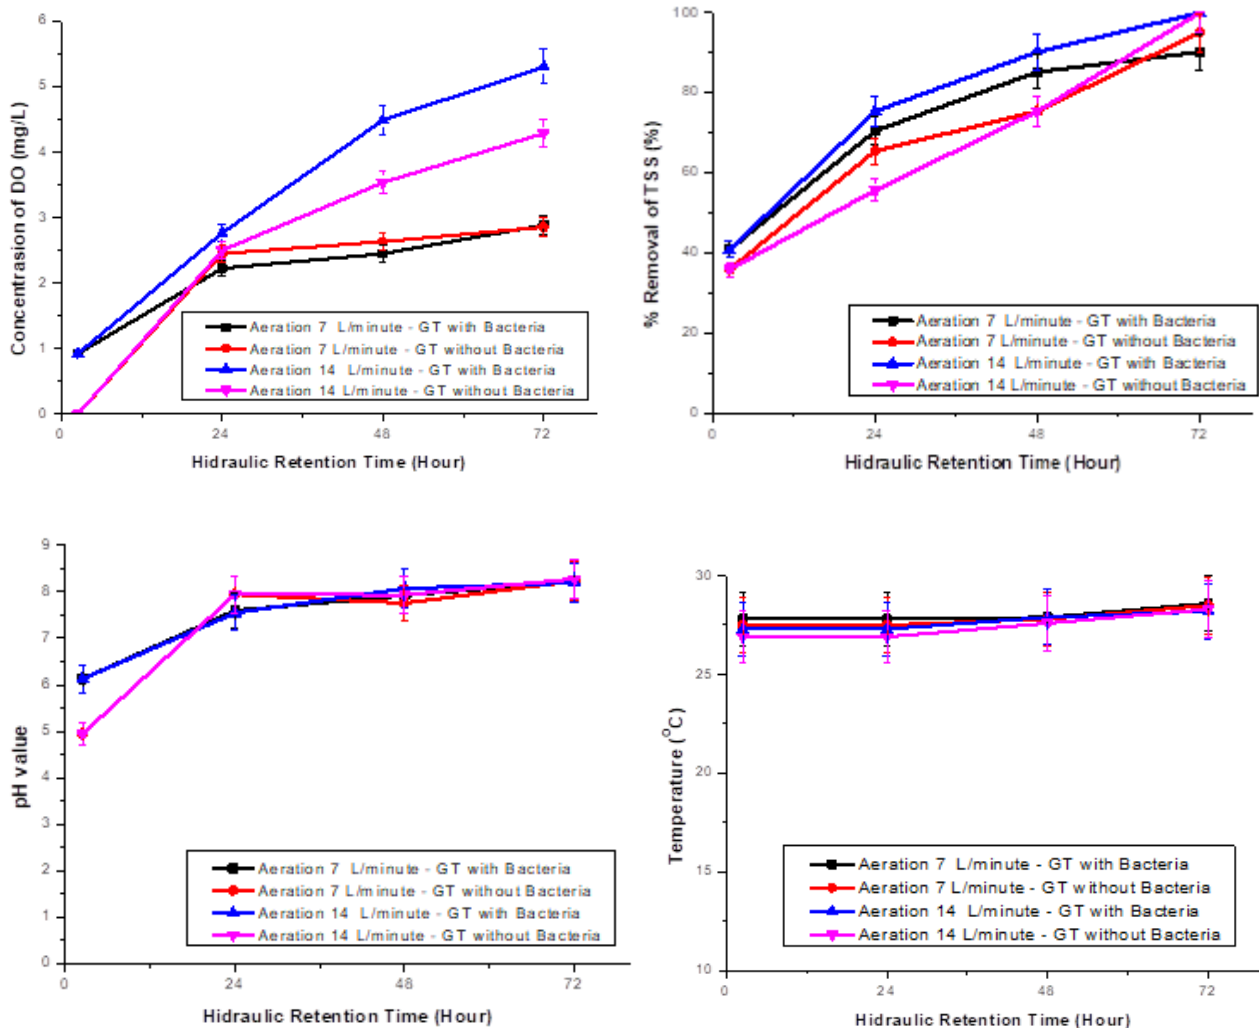 6
5
4
3
2
1
0
Concentrasion of DO (mg/L)
Aeration 7 L/minute - GT with Bacteria
Aeration 7 L/minute - GT without Bacteria
Aeration 14 L/minute - GT with Bacteria
Aeration 14 L/minute - GT without Bacteria
0 24 48 72
Hidraulic Retention Time (Hour)
100
80
60
40
20
0
% Removal of TSS (%)
Aeration 7 L/minute - GT with Bacteria
Aeration 7 L/minute - GT without Bacteria
Aeration 14 L/minute - GT with Bacteria
Aeration 14 L/minute - GT without Bacteria
0 24 48 72
Hidraulic Retention Time (Hour)
9
8
7
6
5
4
3
2
1
0
pH value
Aeration 7 L/minute - GT with Bacteria
Aeration 7 L/minute - GT without Bacteria
Aeration 14 L/minute - GT with Bacteria
Aeration 14 L/minute - GT without Bacteria
24 48 72
Hidraulic Retention Time (Hour)
30
25
20
15
10
Temperature (°C)
Aeration 7 L/minute - GT with Bacteria
Aeration 7 L/minute - GT without Bacteria
Aeration 14 L/minute - GT with Bacteria
Aeration 14 L/minute - GT without Bacteria
24 48 72
Hidraulic Retention Time (Hour)